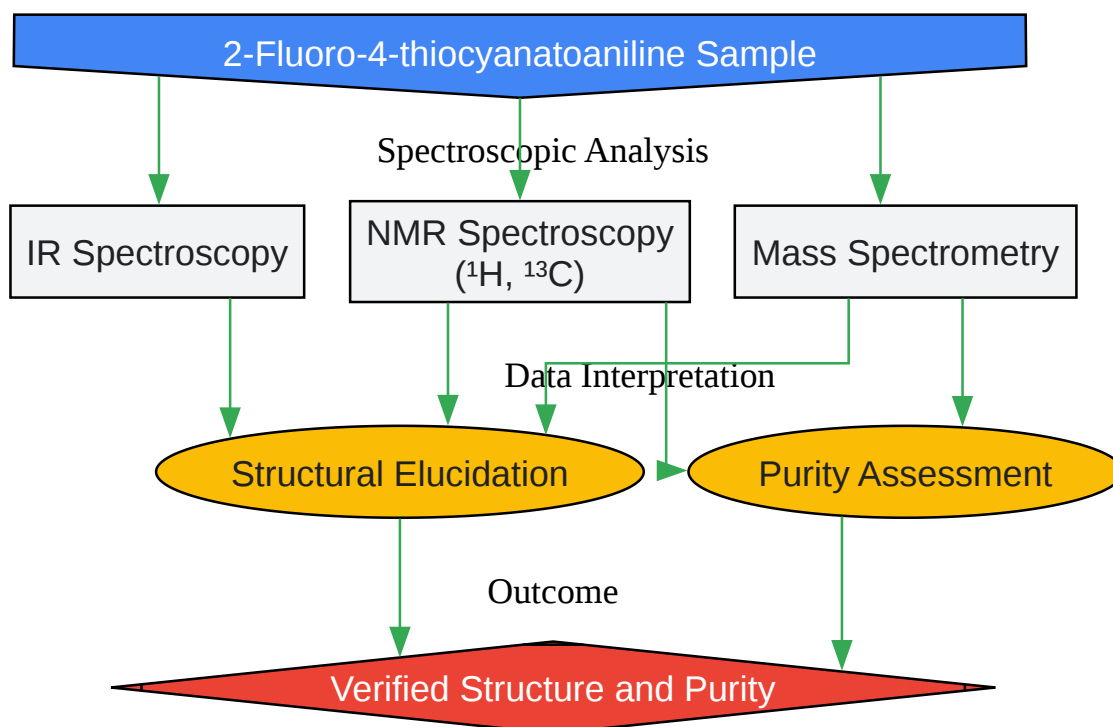 2-Fluoro-4-thiocyanatoaniline Sample
Spectroscopic Analysis
IR Spectroscopy
NMR Spectroscopy
(¹H, ¹³C)
Mass Spectrometry
Data Interpretation
Structural Elucidation
Purity Assessment
Outcome
Verified Structure and Purity